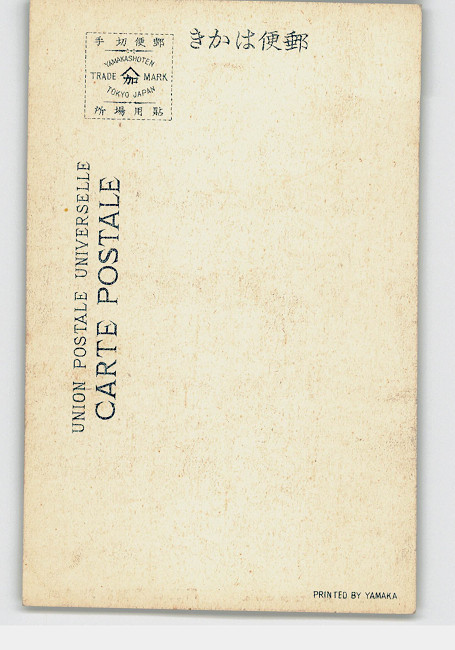 郵便はかき
郵便切手
YAMAKASHOTEN
TRADE 加 MARK
TOKYO JAPAN
貼用場所
UNION POSTALE UNIVERSELLE
CARTE POSTALE
PRINTED BY YAMAKA